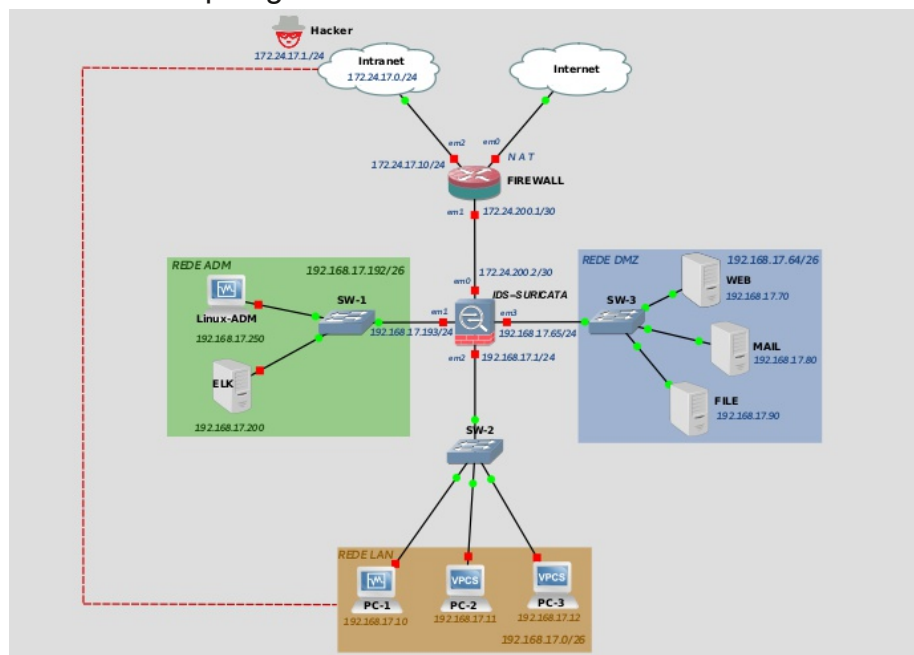 Hacker
172.24.17.1./24
Intranet
172.24.17.0./24
Internet
em2
em0
NAT
172.24.17.10/24
FIREWALL
em1
172.24.200.1/30
REDE ADM
192.168.17.192/26
REDE DMZ
192.168.17.64/26
172.24.200.2/30
em0
IDS-SURICATA
WEB
192.168.17.70
SW-1
SW-3
Linux-ADM
192.168.17.250
em1
em3
192.168.17.193/24
192.168.17.65/24
em2
192.168.17.1/24
MAIL
192.168.17.80
ELK
192.168.17.200
FILE
192.168.17.90
SW-2
REDE LAN
VPCS
VPCS
PC-1
PC-2
PC-3
192.168.17.10
192.168.17.11
192.168.17.12
192.168.17.0/26